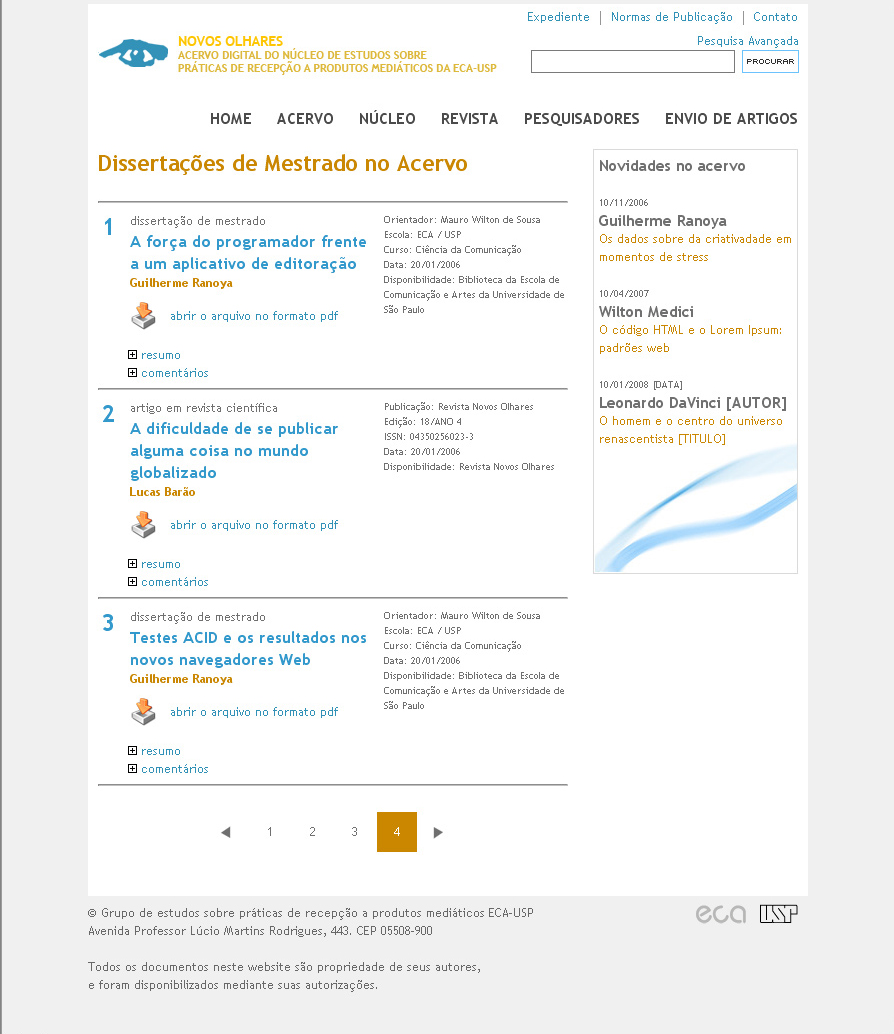 Expediente | Normas de Publicação | Contato
NOVOS OLHARES
ACERVO DIGITAL DO NÚCLEO DE ESTUDOS SOBRE
PRÁTICAS DE RECEPÇÃO A PRODUTOS MEDIÁTICOS DA ECA-USP
Pesquisa Avançada
PROCURAR
HOME ACERVO NÚCLEO REVISTA PESQUISADORES ENVIO DE ARTIGOS
Dissertações de Mestrado no Acervo
1
dissertação de mestrado
A força do programador frente
a um aplicativo de editoração
Guilherme Ranoya
abrir o arquivo no formato pdf
resumo
comentários
Orientador: Mauro Wilton de Sousa
Escola: ECA / USP
Curso: Ciência da Comunicação
Data: 20/01/2006
Disponibilidade: Biblioteca da Escola de
Comunicação e Artes da Universidade de
São Paulo
2
artigo em revista científica
A dificuldade de se publicar
alguma coisa no mundo
globalizado
Lucas Barão
abrir o arquivo no formato pdf
resumo
comentários
Publicação: Revista Novos Olhares
Edição: 18/ANO 4
ISSN: 04350256023-3
Data: 20/01/2006
Disponibilidade: Revista Novos Olhares
3
dissertação de mestrado
Testes ACID e os resultados nos
novos navegadores Web
Guilherme Ranoya
abrir o arquivo no formato pdf
resumo
comentários
Orientador: Mauro Wilton de Sousa
Escola: ECA / USP
Curso: Ciência da Comunicação
Data: 20/01/2006
Disponibilidade: Biblioteca da Escola de
Comunicação e Artes da Universidade de
São Paulo
1 2 3 4
Novidades no acervo
10/11/2006
Guilherme Ranoya
Os dados sobre da criativadade em
momentos de stress
10/04/2007
Wilton Medici
O código HTML e o Lorem Ipsum:
padrões web
10/01/2008 [DATA]
Leonardo DaVinci [AUTOR]
O homem e o centro do universo
renascentista [TITULO]
© Grupo de estudos sobre práticas de recepção a produtos mediáticos ECA-USP
Avenida Professor Lúcio Martins Rodrigues, 443. CEP 05508-900
Todos os documentos neste website são propriedade de seus autores,
e foram disponibilizados mediante suas autorizações.
eca USP